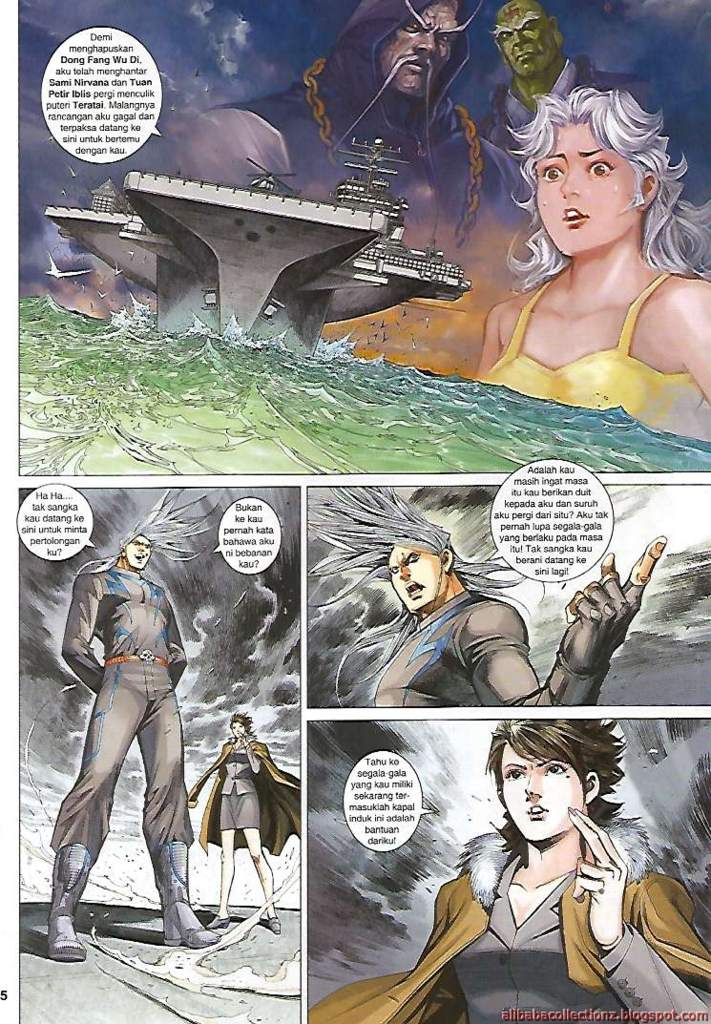 Demi
menghapuskan
Dong Fang Wu Di,
aku telah menghantar
Sami Nirvana dan Tuan
Petir Iblis pergi menculik
puteri Teratai. Malangnya
rancangan aku gagal dan
terpaksa datang ke
sini untuk bertemu
dengan kau.
Ha Ha....
tak sangka
kau datang ke
sini untuk minta
pertolongan
ku?
Bukan
ke kau
pernah kata
bahawa aku
ni bebanan
kau?
Adakah kau
masih ingat masa
itu kau berikan duit
kepada aku dan suruh
aku pergi dari situ? Aku tak
pernah lupa segala-gala
yang berlaku pada masa
itu! Tak sangka kau
berani datang ke
sini lagi!
Tahu ko
segala-gala
yang kau miliki
sekarang ter-
masuklah kapal
induk ini adalah
bantuan
dariku!
5
alibabacollectionz.blogspot.com